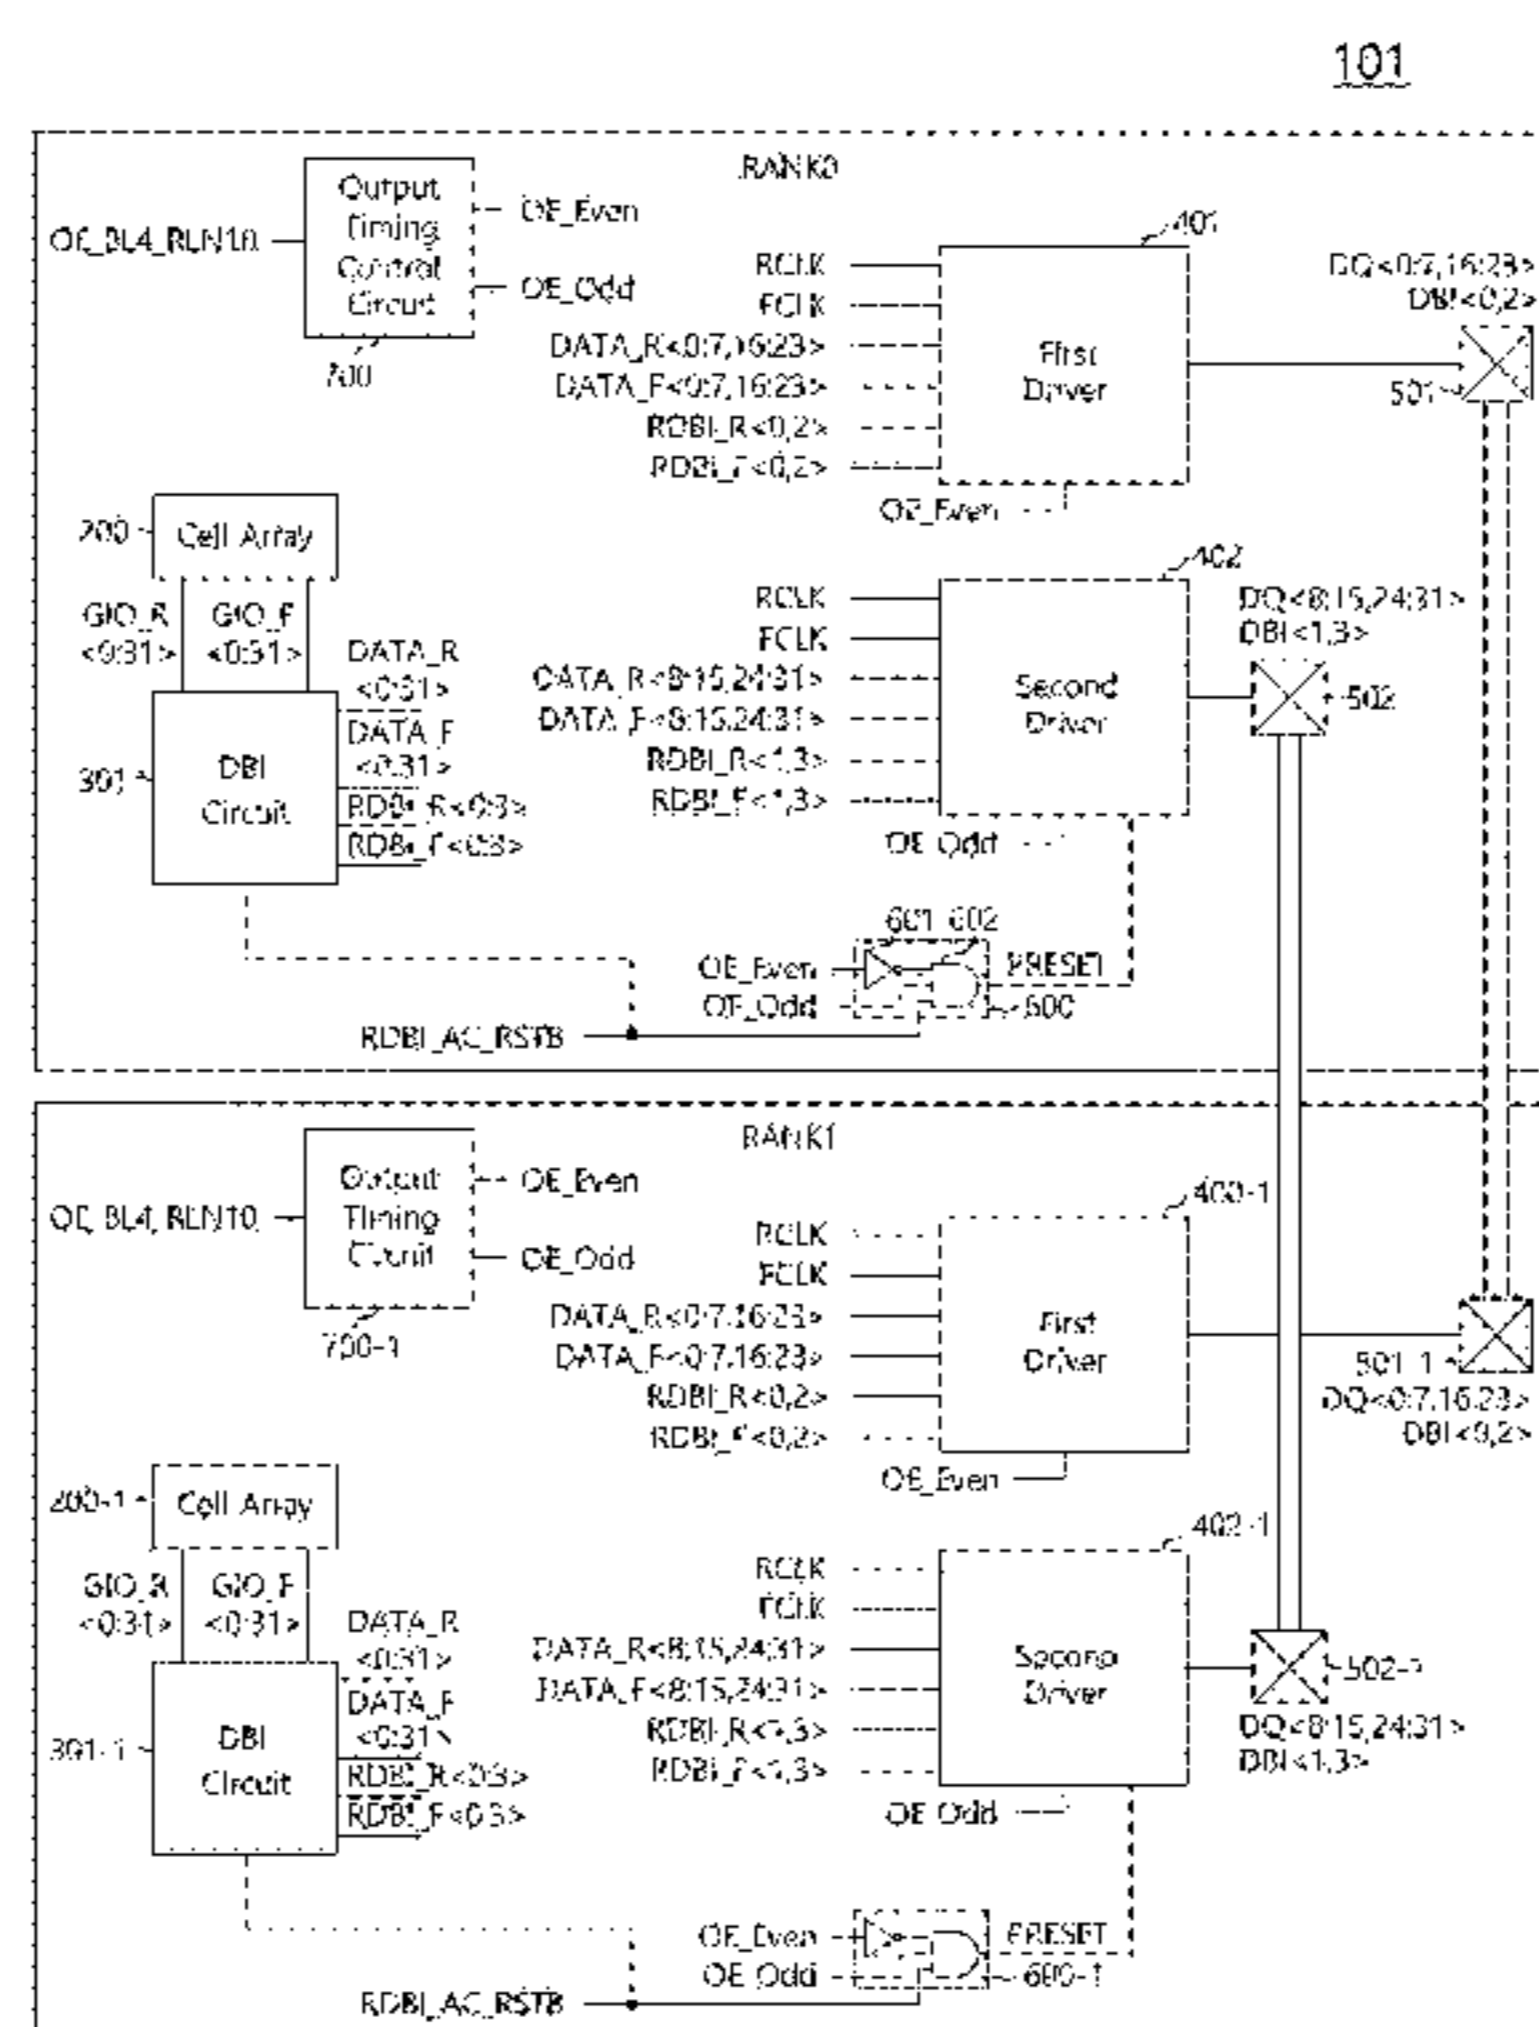 101
RANK0
Output
Timing
Control
Circuit
OE_BL4_RLN10
OE_Even
OE_Odd
700
401
RCLK
FCLK
DATA_R<0:7,16:23>
DATA_F<0:7,16:23>
RDBI_R<0,2>
RDBI_F<0,2>
OE_Even
First
Driver
DQ<0:7,16:23>
DBI<0,2>
501
200
Cell Array
GIO_R
<0:31>
GIO_F
<0:31>
DATA_R
<0:31>
DATA_F
<0:31>
RDBI_R<0:3>
RDBI_F<0:3>
301
DBI
Circuit
402
RCLK
FCLK
DATA_R<8:15,24:31>
DATA_F<8:15,24:31>
RDBI_R<1,3>
RDBI_F<1,3>
OE_Odd
Second
Driver
DQ<8:15,24:31>
DBI<1,3>
502
601 602
OE_Even
OE_Odd
PRESET
600
RDBI_AC_RSTB
RANK1
Output
Timing
Circuit
OE_BL4_RLN10
OE_Even
OE_Odd
700-1
400-1
RCLK
FCLK
DATA_R<0:7,16:23>
DATA_F<0:7,16:23>
RDBI_R<0,2>
RDBI_F<0,2>
OE_Even
First
Driver
501-1
DQ<0:7,16:23>
DBI<0,2>
200-1
Cell Array
GIO_R
<0:31>
GIO_F
<0:31>
DATA_R
<0:31>
DATA_F
<0:31>
RDBI_R<0:3>
RDBI_F<0:3>
301-1
DBI
Circuit
402-1
RCLK
FCLK
DATA_R<8:15,24:31>
DATA_F<8:15,24:31>
RDBI_R<1,3>
RDBI_F<1,3>
OE_Odd
Second
Driver
502-1
DQ<8:15,24:31>
DBI<1,3>
OE_Even
OE_Odd
PRESET
600-1
RDBI_AC_RSTB